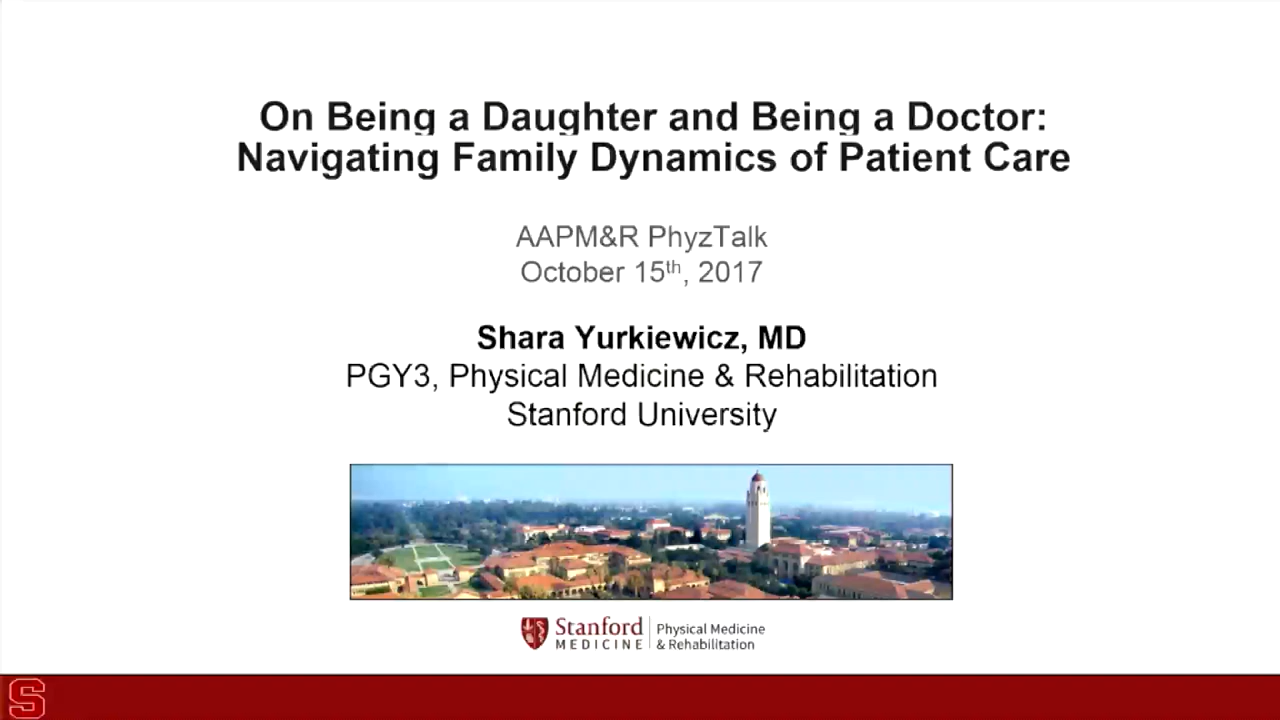 On Being a Daughter and Being a Doctor:
Navigating Family Dynamics of Patient Care
AAPM&R PhyzTalk
October 15th, 2017
Shara Yurkiewicz, MD
PGY3, Physical Medicine & Rehabilitation
Stanford University
Stanford
MEDICINE
Physical Medicine
& Rehabilitation
S